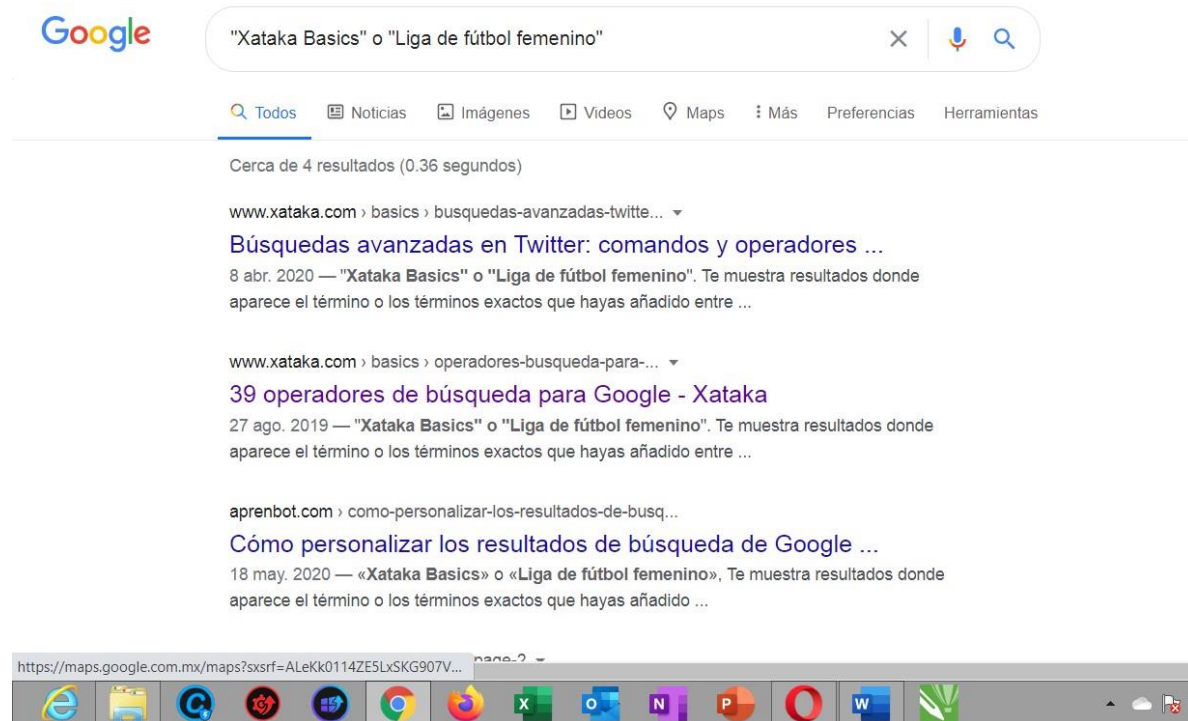 Google
"Xataka Basics" o "Liga de fútbol femenino"
Todos Noticias Imágenes Videos Maps Más Preferencias Herramientas
Cerca de 4 resultados (0.36 segundos)
www.xataka.com › basics › busquedas-avanzadas-twitte...
Búsquedas avanzadas en Twitter: comandos y operadores ...
8 abr. 2020 — "Xataka Basics" o "Liga de fútbol femenino". Te muestra resultados donde
aparece el término o los términos exactos que hayas añadido entre ...
www.xataka.com › basics › operadores-busqueda-para-...
39 operadores de búsqueda para Google - Xataka
27 ago. 2019 — "Xataka Basics" o "Liga de fútbol femenino". Te muestra resultados donde
aparece el término o los términos exactos que hayas añadido entre ...
aprenbot.com › como-personalizar-los-resultados-de-busq...
Cómo personalizar los resultados de búsqueda de Google ...
18 may. 2020 — «Xataka Basics» o «Liga de fútbol femenino», Te muestra resultados donde
aparece el término o los términos exactos que hayas añadido ...
page-2
https://maps.google.com.mx/maps?sxsrf=ALeKk0114ZE5LxSKG907V...